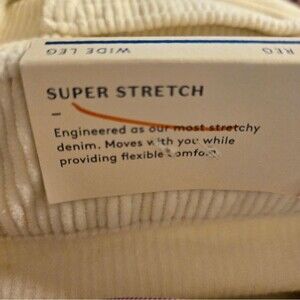 WIDE LEG
REG
SUPER STRETCH
Engineered as our most stretchy
denim. Moves with you while
providing flexible comfort.